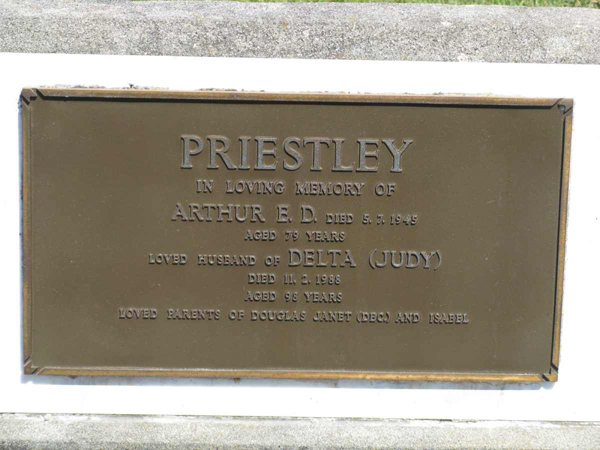 PRIESTLEY
IN LOVING MEMORY OF
ARTHUR E. D. DIED 5. 7. 1945
AGED 79 YEARS
LOVED HUSBAND OF DELTA (JUDY)
DIED 11. 2. 1988
AGED 98 YEARS
LOVED PARENTS OF DOUGLAS JANET (DEC.) AND ISABEL